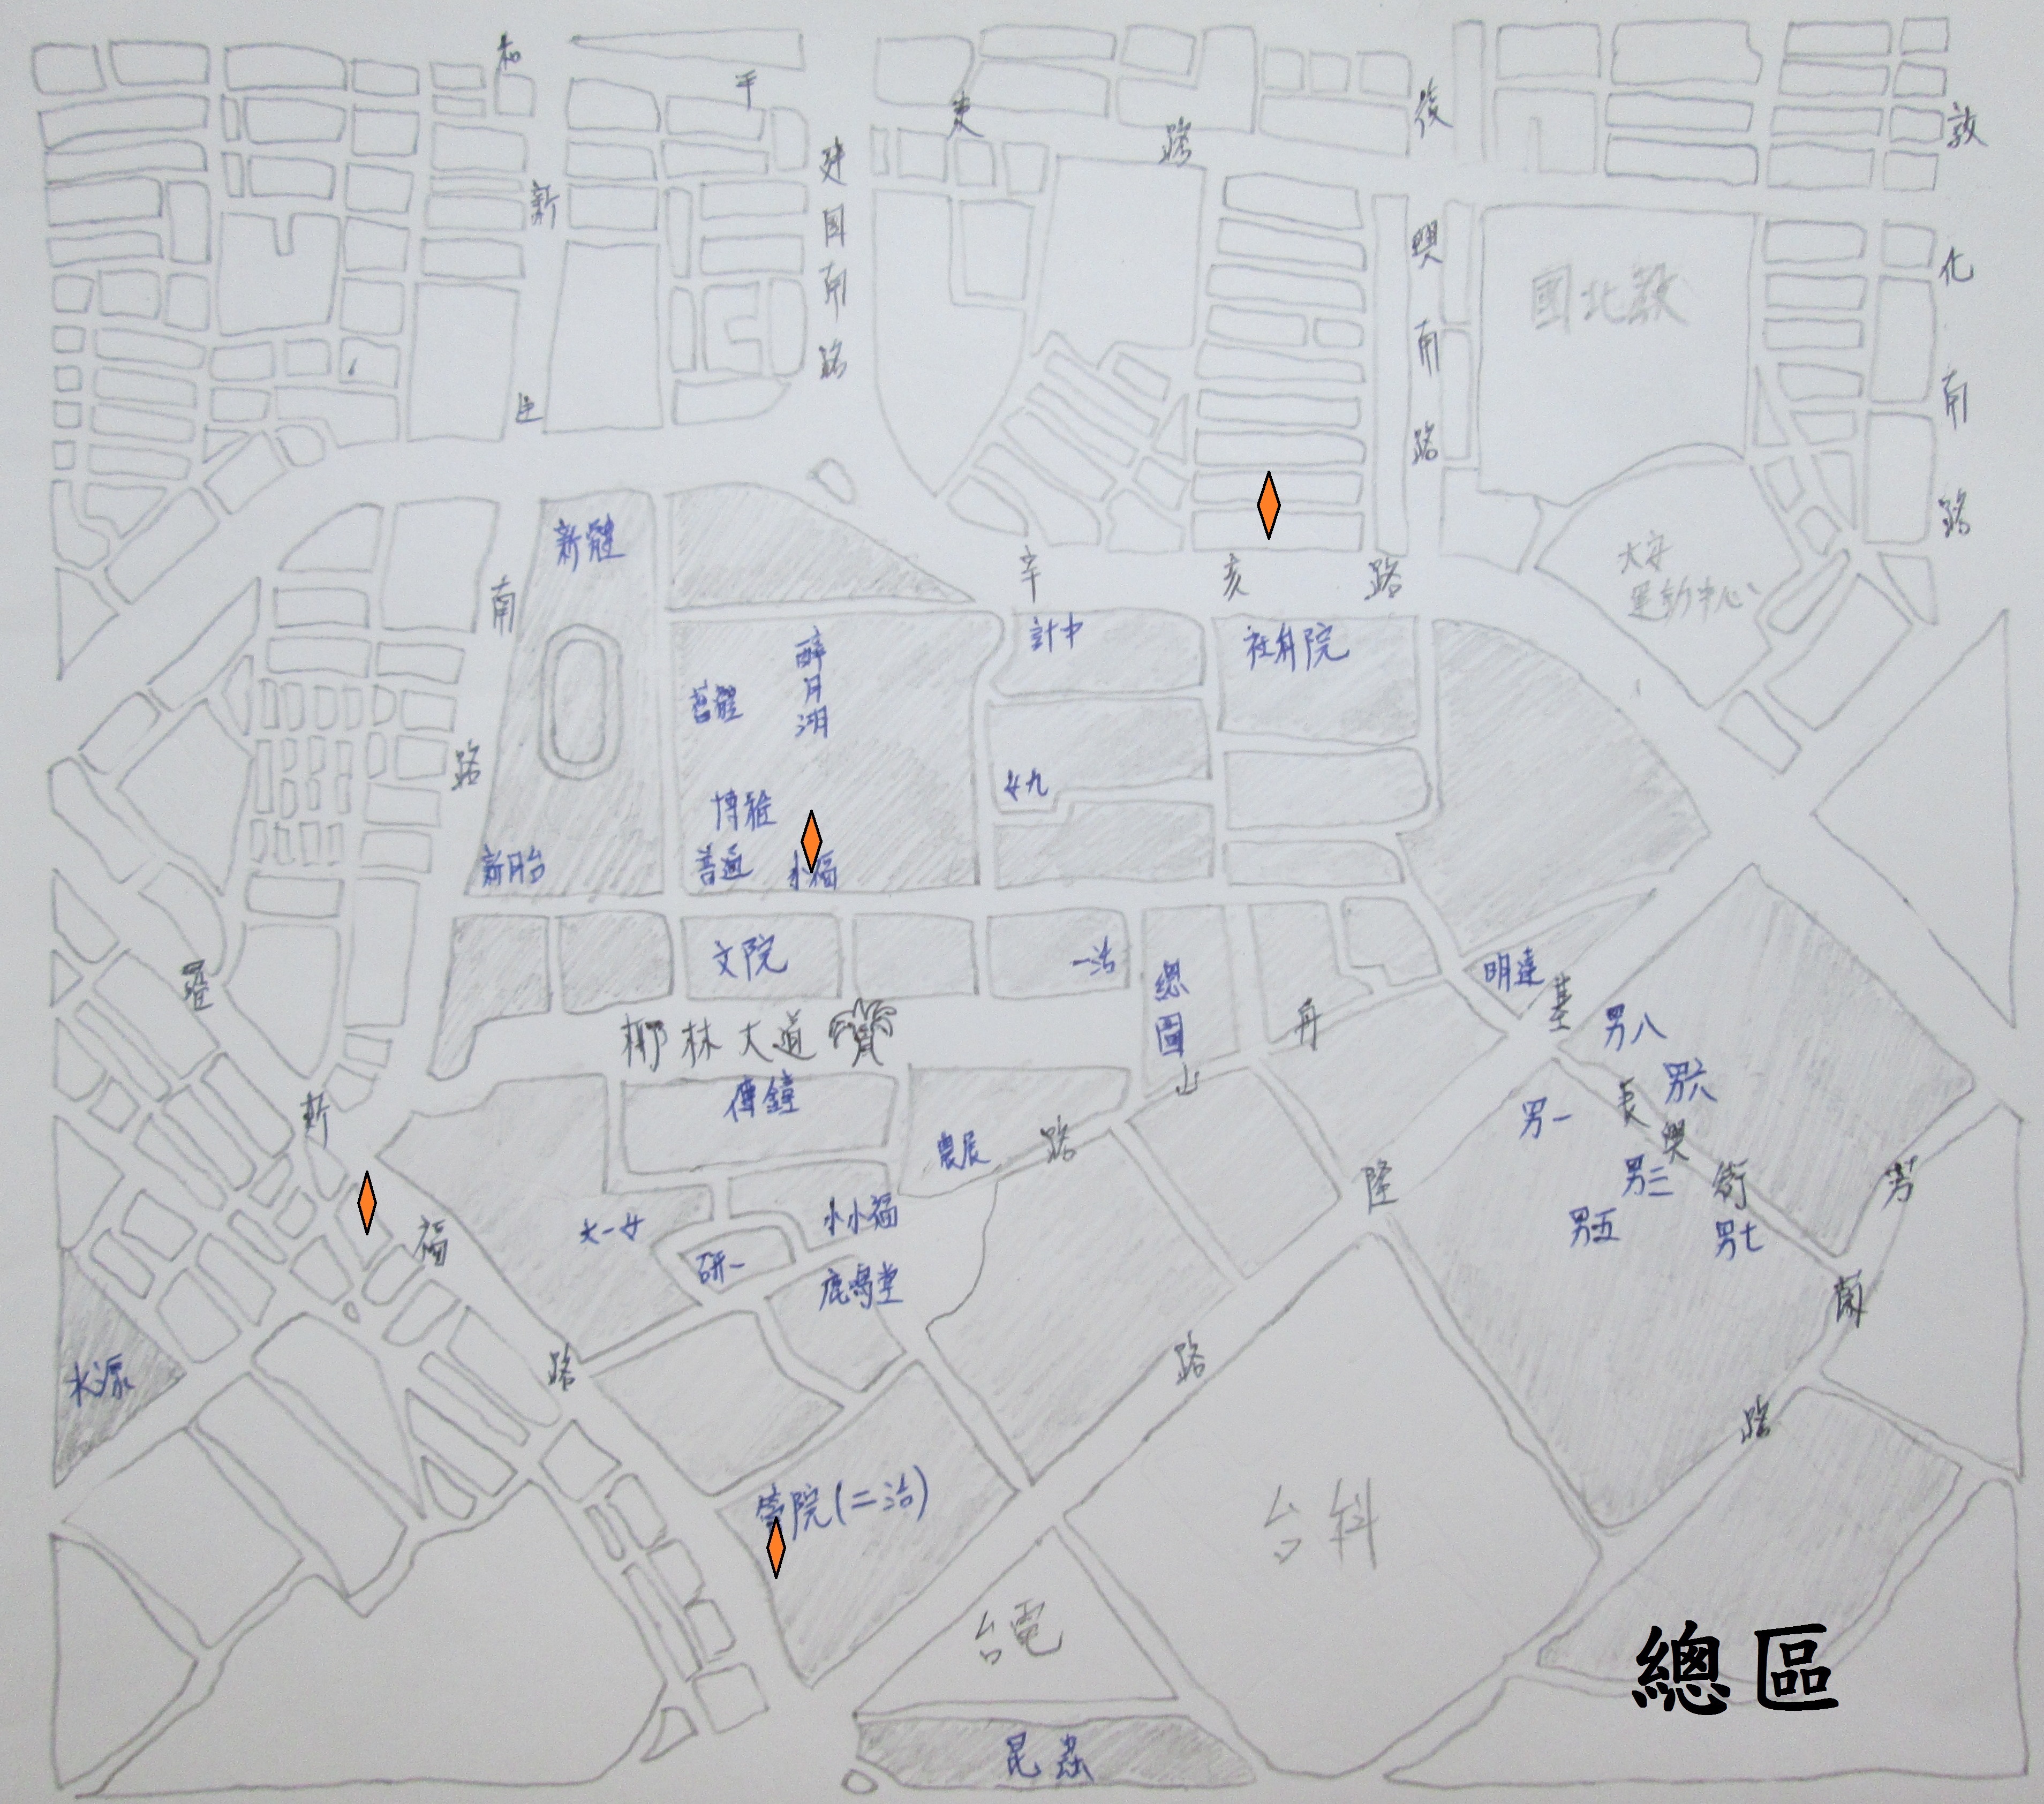 和平東路
建国南路
復興南路
敦化南路
新生南路
國北教
大安
運動中心
辛亥路
新體
醉月湖
舊體
計中
社科院
博雅
普通
小福
新月台
文院
一活
總圖
明達
椰林大道
舟山路
基隆路
男八
男六
男一
長興街
男三
男五
男七
芳蘭路
傅鐘
農展
羅斯福路
大一女
小小福
研一
鹿鳴堂
水源
管院(二活)
台科
台電
昆蟲
總區